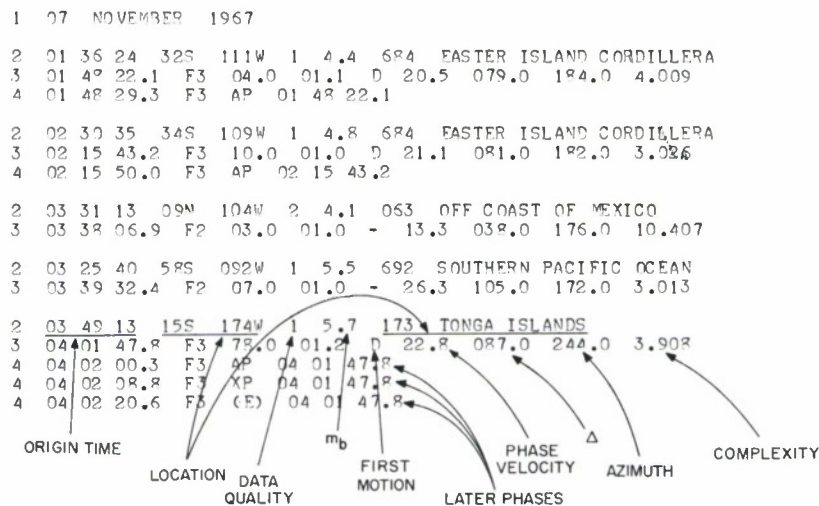 1 07 NOVEMBER 1967
2 01 36 24 32S 111W 1 4.4 684 EASTER ISLAND CORDILLERA
3 01 48 22.1 F3 04.0 01.1 D 20.5 079.0 184.0 4.009
4 01 48 29.3 F3 AP 01 48 22.1
2 02 30 35 34S 109W 1 4.8 684 EASTER ISLAND CORDILLERA
3 02 15 43.2 F3 10.0 01.0 D 21.1 081.0 182.0 3.026
4 02 15 50.0 F3 AP 02 15 43.2
2 03 31 13 09N 104W 2 4.1 063 OFF COAST OF MEXICO
3 03 38 06.9 F2 03.0 01.0 - 13.3 038.0 176.0 10.407
2 03 25 40 58S 092W 1 5.5 692 SOUTHERN PACIFIC OCEAN
3 03 39 32.4 F2 07.0 01.0 - 26.3 105.0 172.0 3.013
2 03 49 13 15S 174W 1 5.7 173 TONGA ISLANDS
3 04 01 47.8 F3 78.0 01.2 D 22.8 087.0 244.0 3.908
4 04 02 00.3 F3 AP 04 01 47.8
4 04 02 08.8 F3 XP 04 01 47.8
4 04 02 20.6 F3 (E) 04 01 47.8
ORIGIN TIME
LOCATION
DATA QUALITY
mb
FIRST MOTION
LATER PHASES
PHASE VELOCITY
Δ
AZIMUTH
COMPLEXITY